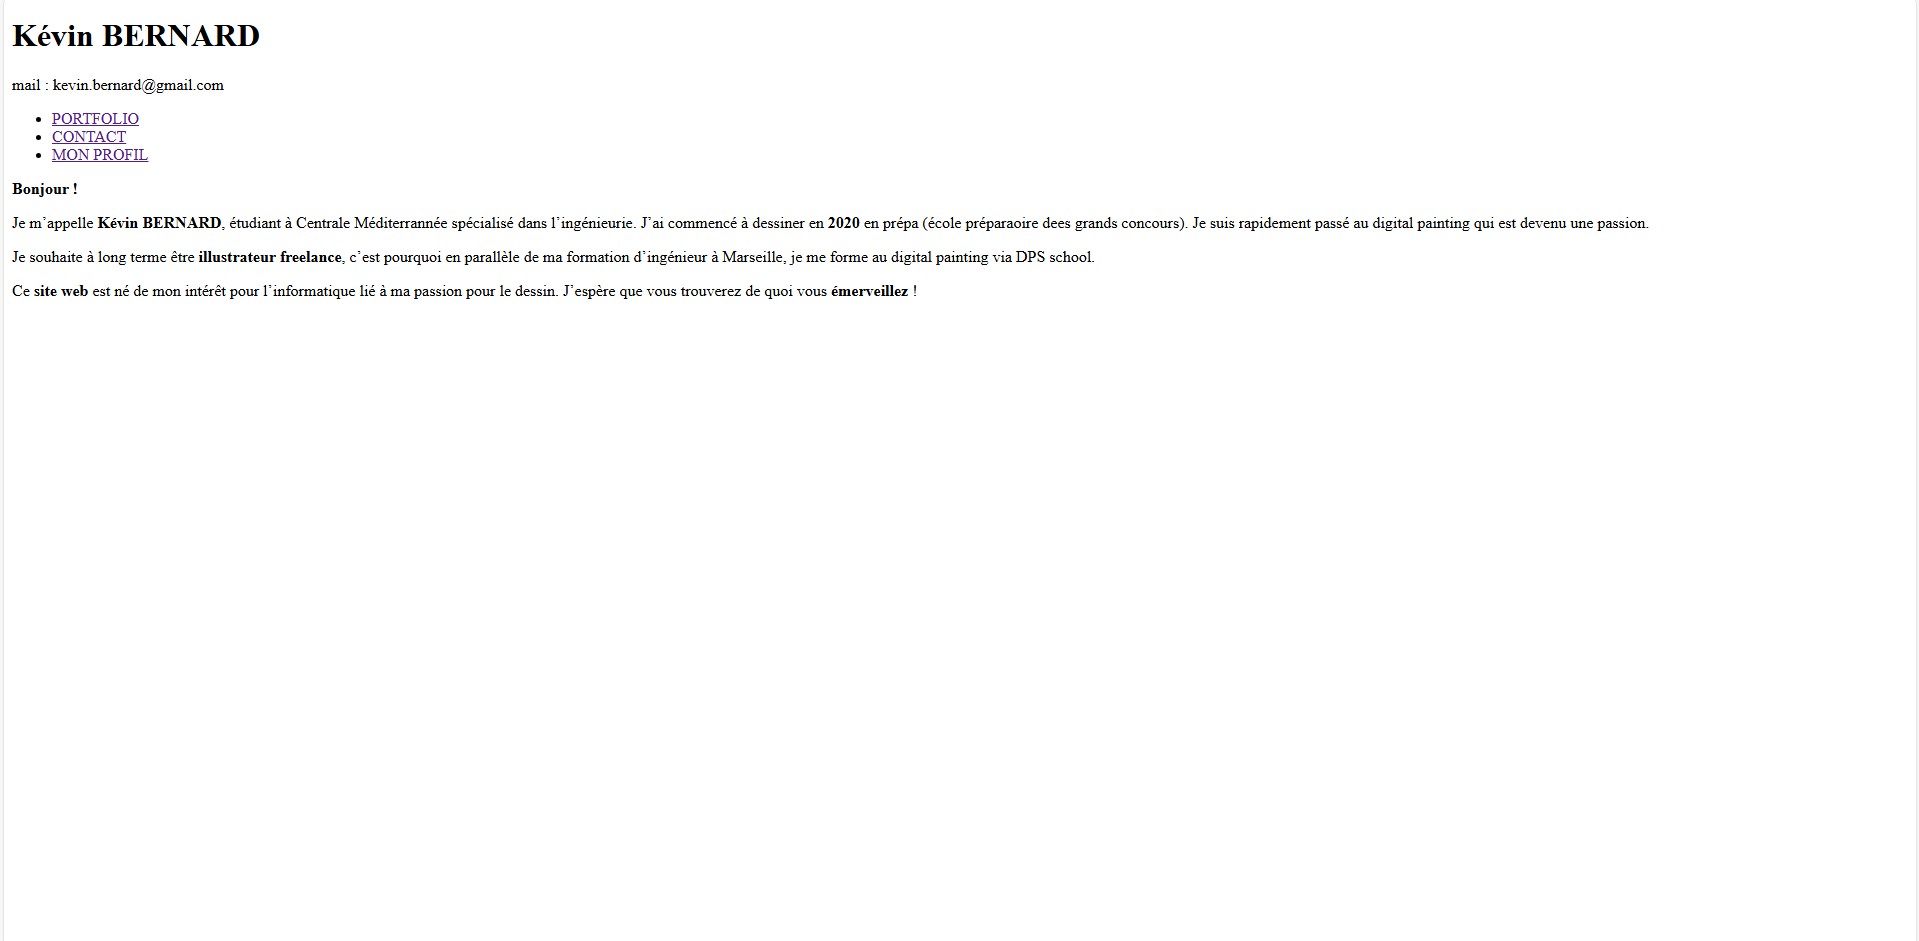 Kévin BERNARD
mail : kevin.bernard@gmail.com
PORTFOLIO
CONTACT
MON PROFIL
Bonjour !
Je m’appelle Kévin BERNARD, étudiant à Centrale Méditerrannée spécialisé dans l’ingénieurie. J’ai commencé à dessiner en 2020 en prépa (école préparaoire dees grands concours). Je suis rapidement passé au digital painting qui est devenu une passion.
Je souhaite à long terme être illustrateur freelance, c’est pourquoi en parallèle de ma formation d’ingénieur à Marseille, je me forme au digital painting via DPS school.
Ce site web est né de mon intérêt pour l’informatique lié à ma passion pour le dessin. J’espère que vous trouverez de quoi vous émerveillez !